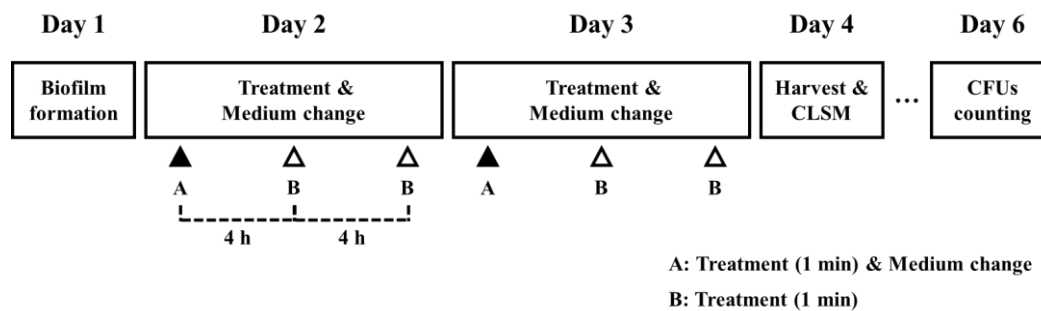 Day 1 Day 2 Day 3 Day 4 Day 6
Biofilm
formation
Treatment &
Medium change
Treatment &
Medium change
Harvest &
CLSM
...
CFUs
counting
A B B A B B
4 h 4 h
A: Treatment (1 min) & Medium change
B: Treatment (1 min)